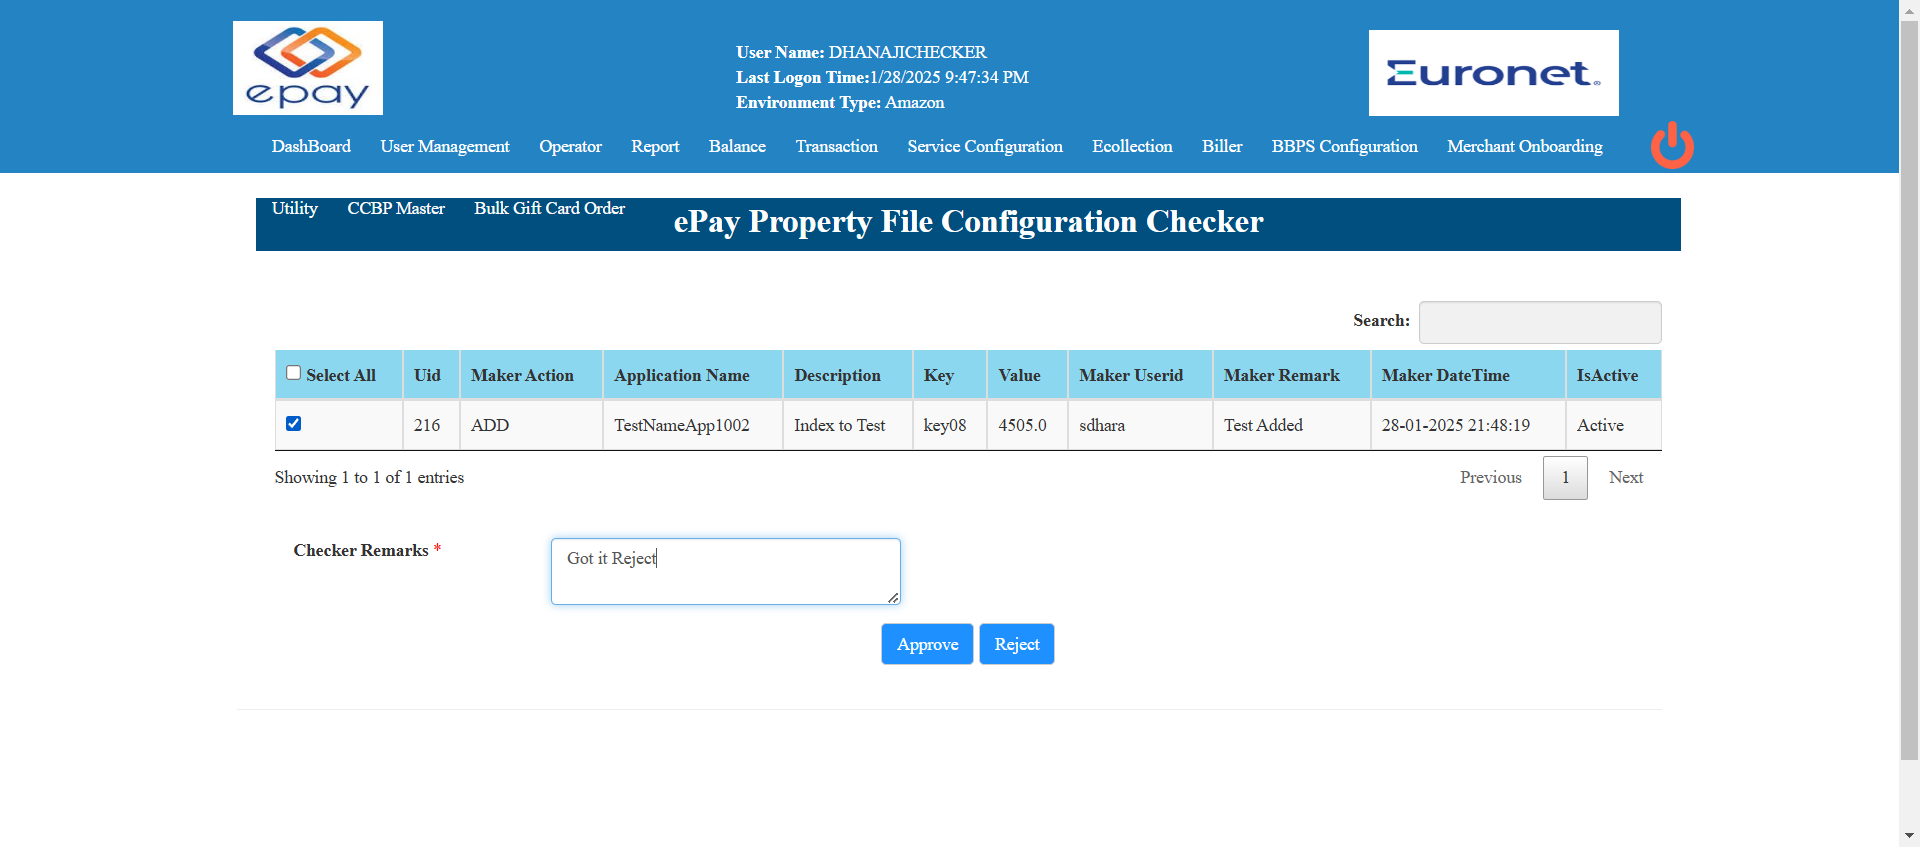 epay
User Name: DHANAJICHECKER
Last Logon Time:1/28/2025 9:47:34 PM
Environment Type: Amazon
Euronet®
DashBoard User Management Operator Report Balance Transaction Service Configuration Ecollection Biller BBPS Configuration Merchant Onboarding
Utility CCBP Master Bulk Gift Card Order
ePay Property File Configuration Checker
Search:
Select All Uid Maker Action Application Name Description Key Value Maker Userid Maker Remark Maker DateTime IsActive
216 ADD TestNameApp1002 Index to Test key08 4505.0 sdhara Test Added 28-01-2025 21:48:19 Active
Showing 1 to 1 of 1 entries
Previous 1 Next
Checker Remarks *
Got it Reject
Approve Reject